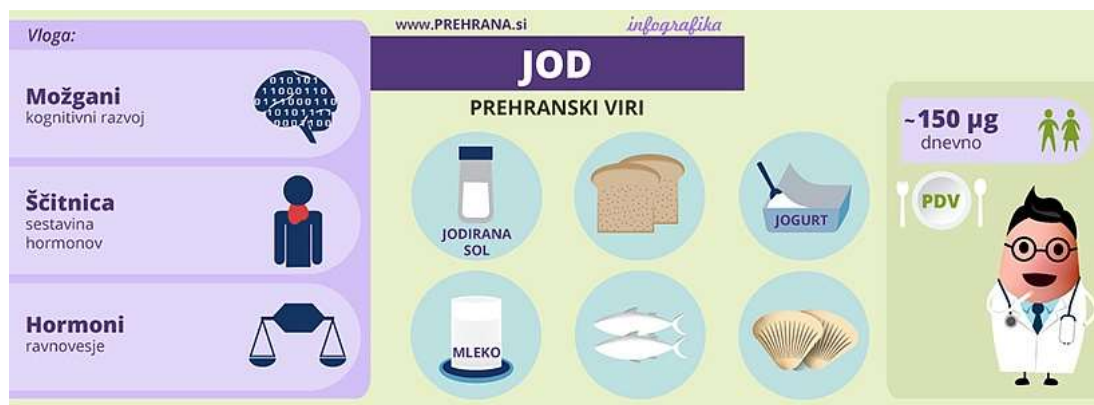 Vloga:
Možgani
kognitivni razvoj
Ščitnica
sestavina
hormonov
Hormoni
ravnovesje
www.PREHRANA.si
infografika
JOD
PREHRANSKI VIRI
JODIRANA
SOL
JOGURT
MLEKO
~150 µg
dnevno
PDV